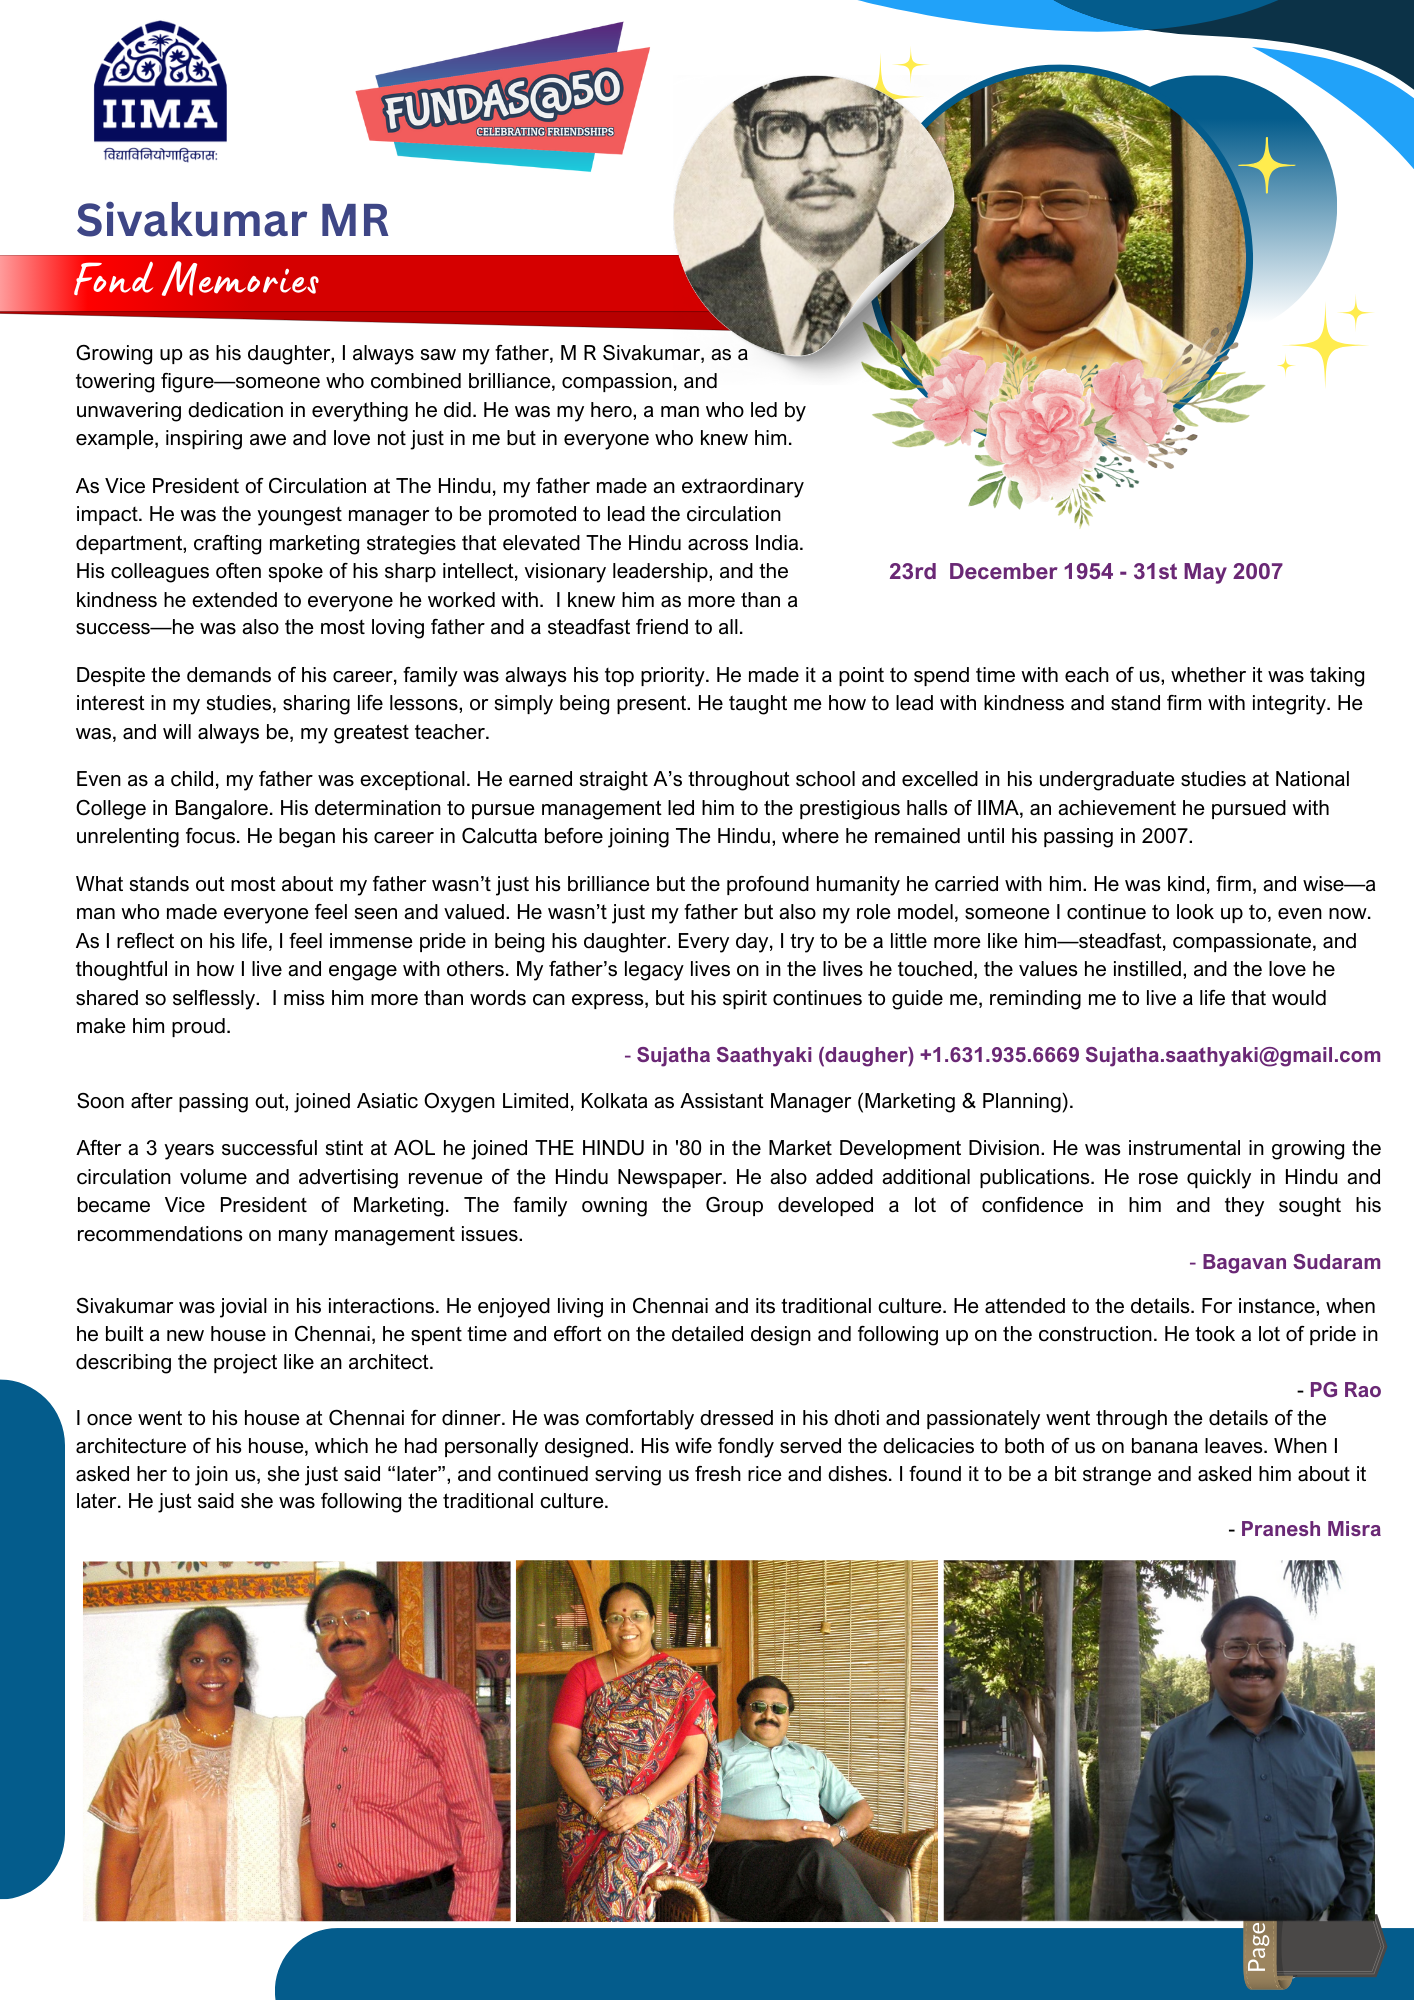 IIMA
विद्याविनियोगाद्विकास:
FUNDAS@50
CELEBRATING FRIENDSHIPS
Sivakumar MR
Fond Memories
Growing up as his daughter, I always saw my father, M R Sivakumar, as a
towering figure—someone who combined brilliance, compassion, and
unwavering dedication in everything he did. He was my hero, a man who led by
example, inspiring awe and love not just in me but in everyone who knew him.
As Vice President of Circulation at The Hindu, my father made an extraordinary
impact. He was the youngest manager to be promoted to lead the circulation
department, crafting marketing strategies that elevated The Hindu across India.
His colleagues often spoke of his sharp intellect, visionary leadership, and the
kindness he extended to everyone he worked with.  I knew him as more than a
success—he was also the most loving father and a steadfast friend to all.
23rd  December 1954 - 31st May 2007
Despite the demands of his career, family was always his top priority. He made it a point to spend time with each of us, whether it was taking
interest in my studies, sharing life lessons, or simply being present. He taught me how to lead with kindness and stand firm with integrity. He
was, and will always be, my greatest teacher.
Even as a child, my father was exceptional. He earned straight A’s throughout school and excelled in his undergraduate studies at National
College in Bangalore. His determination to pursue management led him to the prestigious halls of IIMA, an achievement he pursued with
unrelenting focus. He began his career in Calcutta before joining The Hindu, where he remained until his passing in 2007.
What stands out most about my father wasn’t just his brilliance but the profound humanity he carried with him. He was kind, firm, and wise—a
man who made everyone feel seen and valued. He wasn’t just my father but also my role model, someone I continue to look up to, even now.
As I reflect on his life, I feel immense pride in being his daughter. Every day, I try to be a little more like him—steadfast, compassionate, and
thoughtful in how I live and engage with others. My father’s legacy lives on in the lives he touched, the values he instilled, and the love he
shared so selflessly.  I miss him more than words can express, but his spirit continues to guide me, reminding me to live a life that would
make him proud.
- Sujatha Saathyaki (daugher) +1.631.935.6669 Sujatha.saathyaki@gmail.com
Soon after passing out, joined Asiatic Oxygen Limited, Kolkata as Assistant Manager (Marketing & Planning).
After a 3 years successful stint at AOL he joined THE HINDU in '80 in the Market Development Division. He was instrumental in growing the
circulation volume and advertising revenue of the Hindu Newspaper. He also added additional publications. He rose quickly in Hindu and
became Vice President of Marketing. The family owning the Group developed a lot of confidence in him and they sought his
recommendations on many management issues.
- Bagavan Sudaram
Sivakumar was jovial in his interactions. He enjoyed living in Chennai and its traditional culture. He attended to the details. For instance, when
he built a new house in Chennai, he spent time and effort on the detailed design and following up on the construction. He took a lot of pride in
describing the project like an architect.
- PG Rao
I once went to his house at Chennai for dinner. He was comfortably dressed in his dhoti and passionately went through the details of the
architecture of his house, which he had personally designed. His wife fondly served the delicacies to both of us on banana leaves. When I
asked her to join us, she just said “later”, and continued serving us fresh rice and dishes. I found it to be a bit strange and asked him about it
later. He just said she was following the traditional culture.
- Pranesh Misra
Page